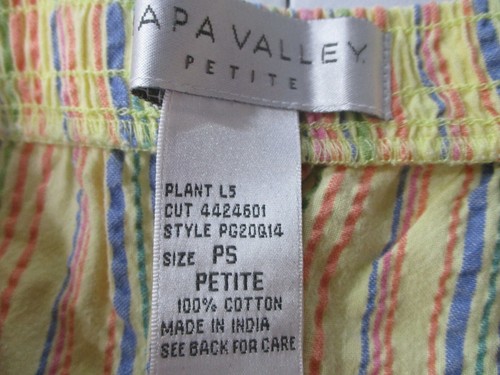 APA VALLEY
PETITE
PLANT L5
CUT 4424601
STYLE PG20Q14
SIZE PS
PETITE
100% COTTON
MADE IN INDIA
SEE BACK FOR CARE